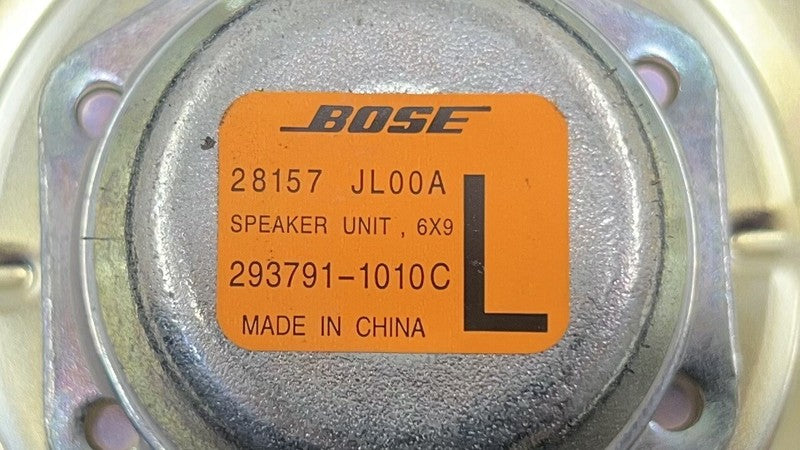 BOSE
28157 JL00A
SPEAKER UNIT , 6X9
293791-1010C
MADE IN CHINA
L